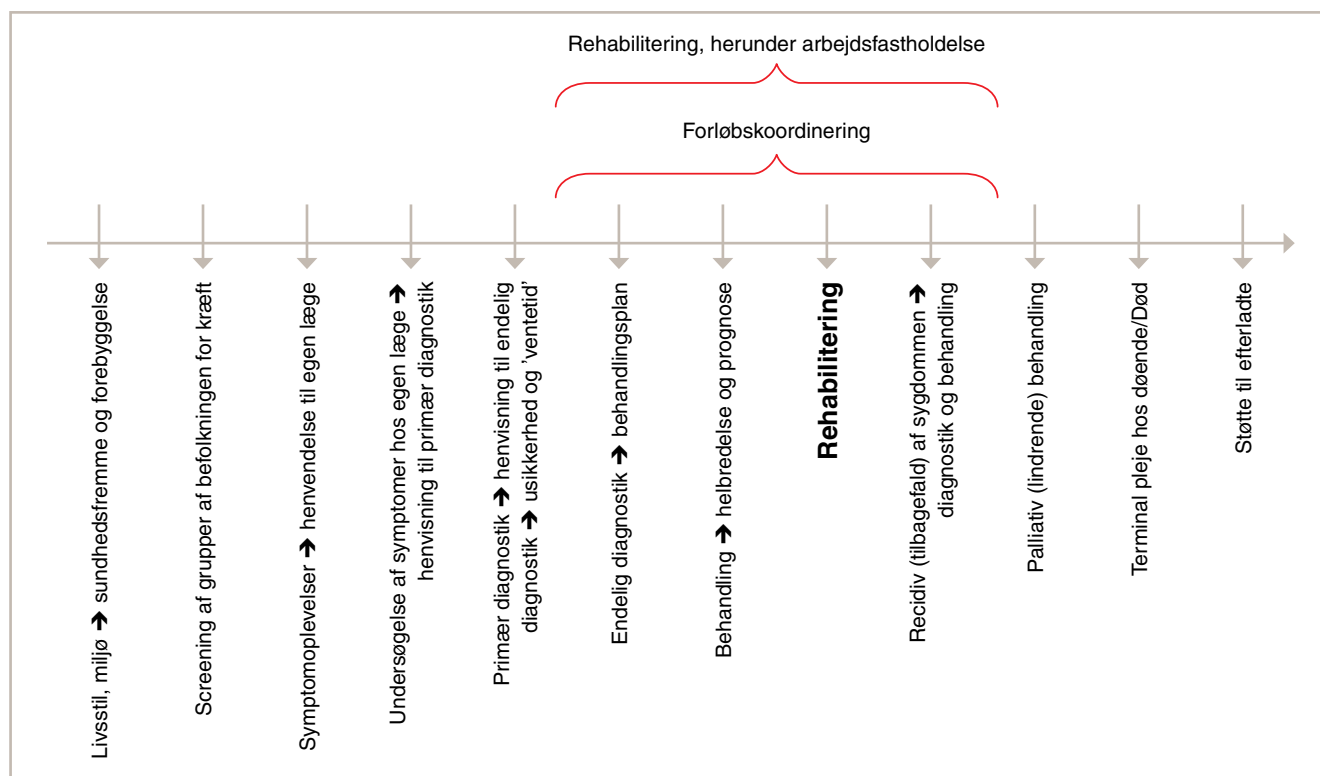 Rehabilitering, herunder arbejdsfastholdelse
Forløbskoordinering
Livsstil, miljø ➔ sundhedsfremme og forebyggelse
Screening af grupper af befolkningen for kræft
Symptomoplevelser ➔ henvendelse til egen læge
Undersøgelse af symptomer hos egen læge ➔
henvisning til primær diagnostik
Primær diagnostik ➔ henvisning til endelig
diagnostik ➔ usikkerhed og 'ventetid'
Endelig diagnostik ➔ behandlingsplan
Behandling ➔ helbredelse og prognose
Rehabilitering
Recidiv (tilbagefald) af sygdommen ➔
diagnostik og behandling
Palliativ (lindrende) behandling
Terminal pleje hos døende/Død
Støtte til efterladte